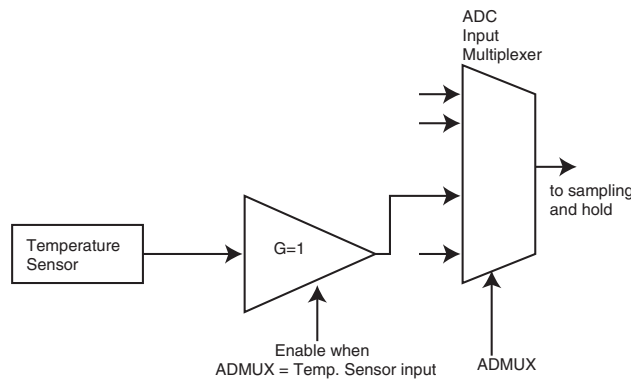 ADC
Input
Multiplexer
to sampling
and hold
Temperature
Sensor
G=1
Enable when
ADMUX = Temp. Sensor input
ADMUX